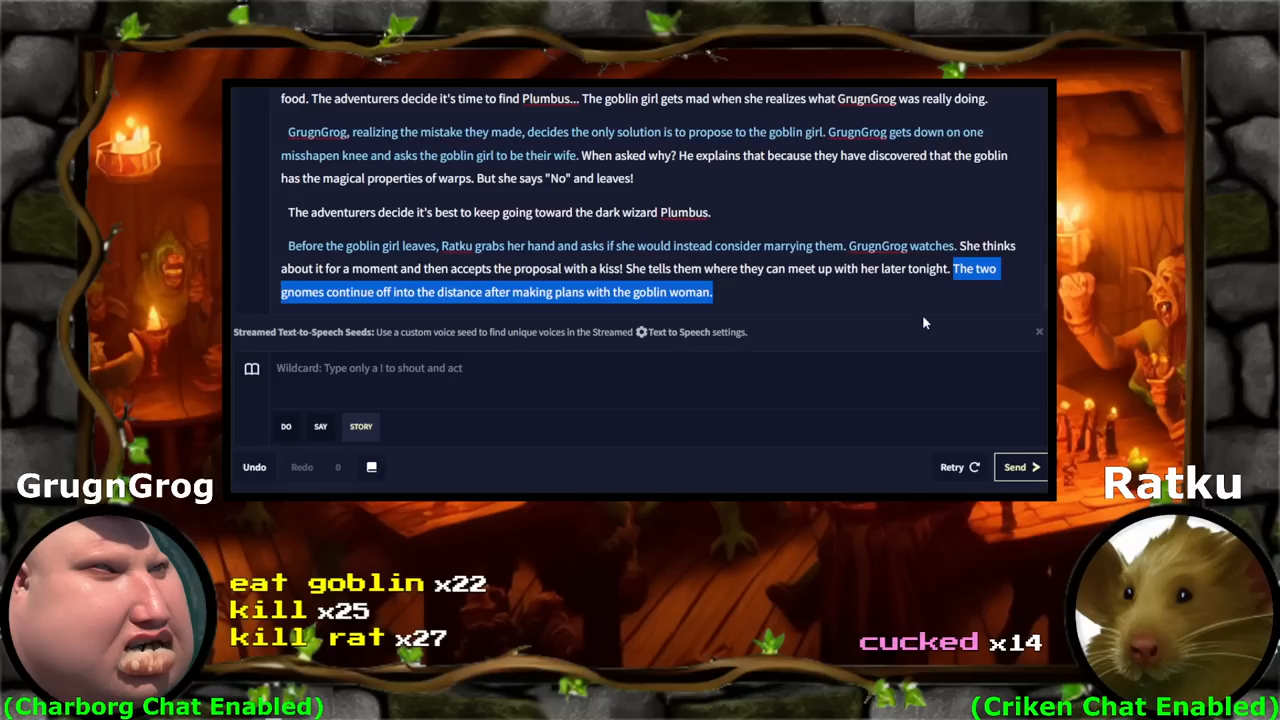 food. The adventurers decide it's time to find Plumbus... The goblin girl gets mad when she realizes what GrugnGrog was really doing.
GrugnGrog, realizing the mistake they made, decides the only solution is to propose to the goblin girl. GrugnGrog gets down on one
misshapen knee and asks the goblin girl to be their wife. When asked why? He explains that because they have discovered that the goblin
has the magical properties of warps. But she says "No" and leaves!
The adventurers decide it's best to keep going toward the dark wizard Plumbus.
Before the goblin girl leaves, Ratku grabs her hand and asks if she would instead consider marrying them. GrugnGrog watches. She thinks
about it for a moment and then accepts the proposal with a kiss! She tells them where they can meet up with her later tonight. The two
gnomes continue off into the distance after making plans with the goblin woman.
Streamed Text-to-Speech Seeds: Use a custom voice seed to find unique voices in the Streamed Text to Speech settings.
Wildcard: Type only a ! to shout and act
DO SAY STORY
Undo Redo 0 Retry Send
GrugnGrog
Ratku
eat goblin x22
kill x25
kill rat x27
cucked x14
(Charborg Chat Enabled)
(Criken Chat Enabled)